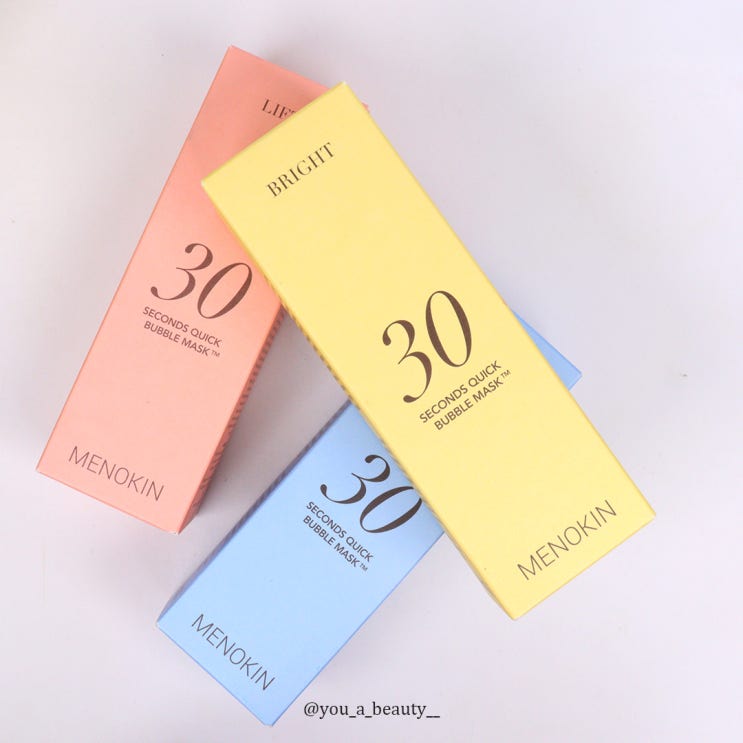 LIF
30
SECONDS QUICK
BUBBLE MASK™
MENOKIN
BRIGHT
30
SECONDS QUICK
BUBBLE MASK™
MENOKIN
30
SECONDS QUICK
BUBBLE MASK™
MENOKIN
@you_a_beauty__